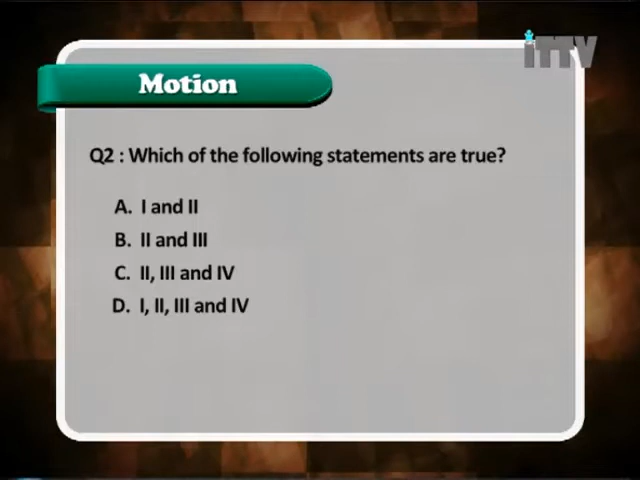 iTTV
Motion
Q2 : Which of the following statements are true?
A. I and II
B. II and III
C. II, III and IV
D. I, II, III and IV